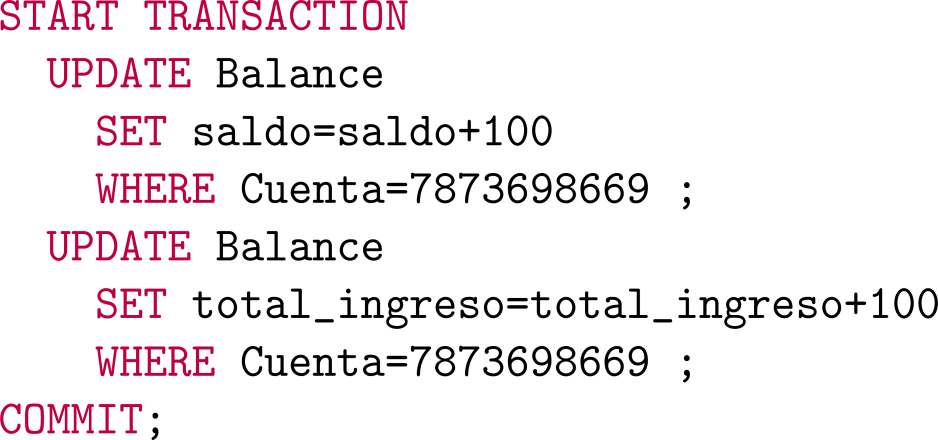 START TRANSACTION
UPDATE Balance
SET saldo=saldo+100
WHERE Cuenta=7873698669 ;
UPDATE Balance
SET total_ingreso=total_ingreso+100
WHERE Cuenta=7873698669 ;
COMMIT;